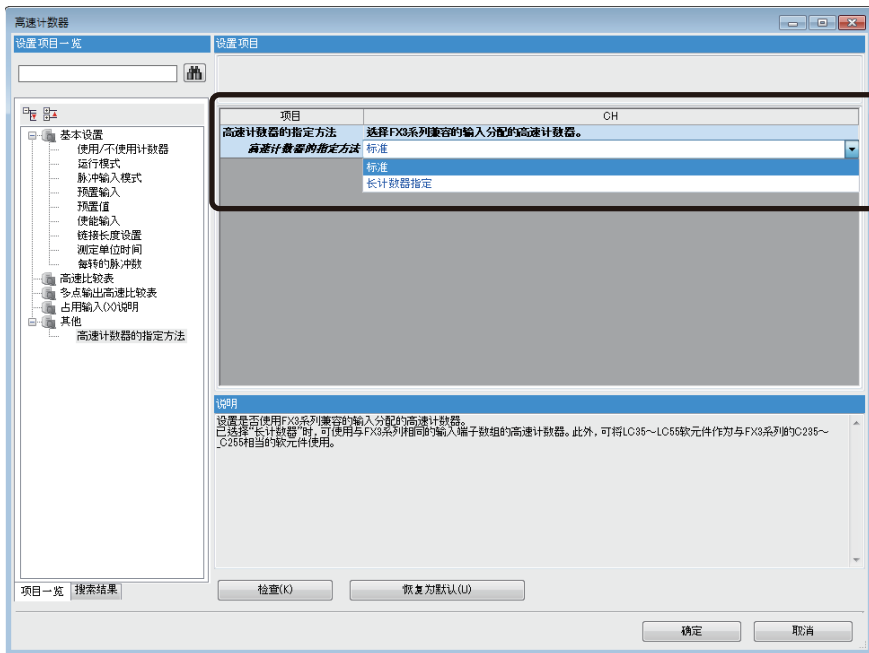 高速计数器
设置项目一览
设置项目
项目
CH
高速计数器的指定方法
选择FX3系列兼容的输入分配的高速计数器。
高速计数器的指定方法
标准
标准
长计数器指定
基本设置
使用/不使用计数器
运行模式
脉冲输入模式
预置输入
预置值
使能输入
链接长度设置
测定单位时间
每转的脉冲数
高速比较表
多点输出高速比较表
占用输入(X)说明
其他
高速计数器的指定方法
说明
设置是否使用FX3系列兼容的输入分配的高速计数器。
已选择“长计数器”时，可使用与FX3系列相同的输入端子数组的高速计数器。此外，可将LC35～LC55软元件作为与FX3系列的C235～
_C255相当的软元件使用。
项目一览
搜索结果
检查(K)
恢复为默认(U)
确定
取消